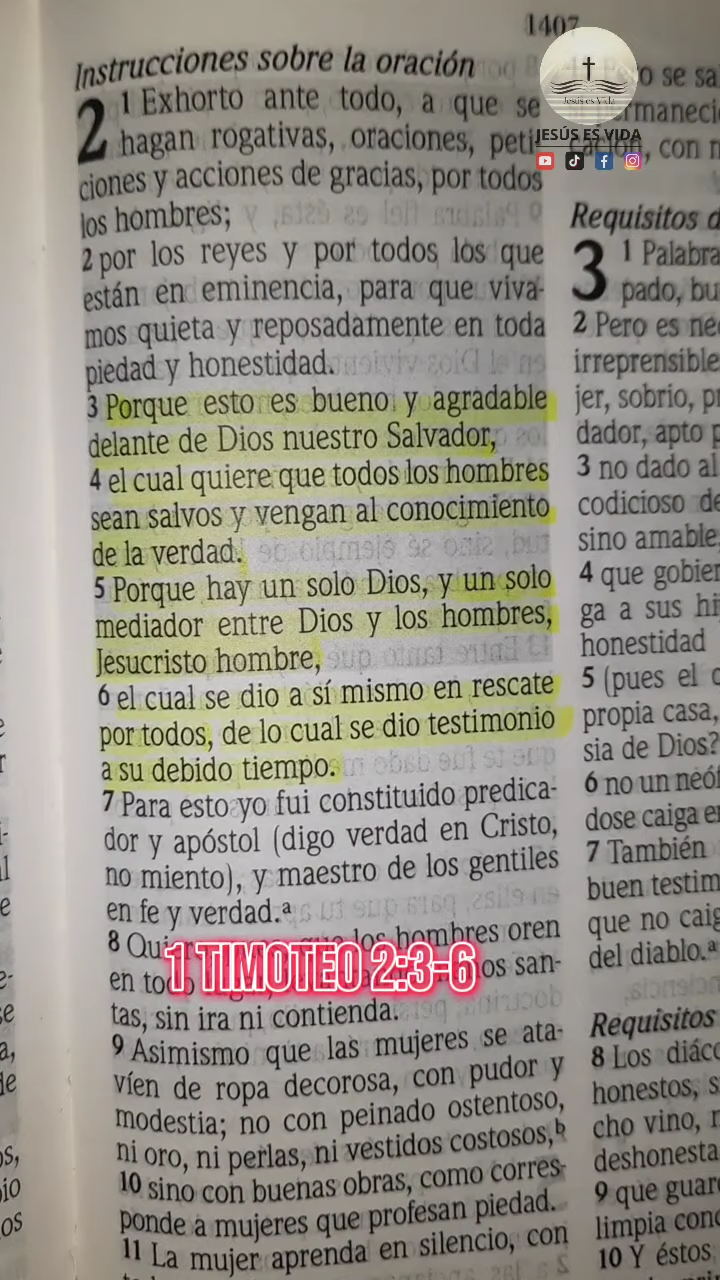 1407
Instrucciones sobre la oración
2 1 Exhorto ante todo, a que se
hagan rogativas, oraciones, peti-
ciones y acciones de gracias, por todos
los hombres;
2 por los reyes y por todos los que
están en eminencia, para que viva-
mos quieta y reposadamente en toda
piedad y honestidad.
3 Porque esto es bueno y agradable
delante de Dios nuestro Salvador,
4 el cual quiere que todos los hombres
sean salvos y vengan al conocimiento
de la verdad.
5 Porque hay un solo Dios, y un solo
mediador entre Dios y los hombres,
Jesucristo hombre,
6 el cual se dio a sí mismo en rescate
por todos, de lo cual se dio testimonio
a su debido tiempo.
7 Para esto yo fui constituido predica-
dor y apóstol (digo verdad en Cristo,
no miento), y maestro de los gentiles
en fe y verdad.ª
8 los hombres oren
en san-
tas, sin ira ni contienda.
9 Asimismo que las mujeres se ata-
víen de ropa decorosa, con pudor y
modestia; no con peinado ostentoso,
ni oro, ni perlas, ni vestidos costosos,ᵇ
10 sino con buenas obras, como corres-
ponde a mujeres que profesan piedad.
11 La mujer aprenda en silencio, con
1 TIMOTEO 2:3-6
Jesús es Vida
JESÚS ES VIDA
o se sa
con
Requisitos d
3 1 Palabra
pado, bu
2 Pero es ne
irreprensible
jer, sobrio, pr
dador, apto p
3 no dado al
codicioso de
sino amable,
4 que gobier
ga a sus hij
honestidad
5 (pues el
propia casa,
sia de Dios?
6 no un neóf
dose caiga en
7 También
buen testim
que no caig
del diablo.ª
Requisitos
8 Los diác
honestos, s
cho vino, n
deshonesta
9 que guar
limpia conc
10 Y éstos